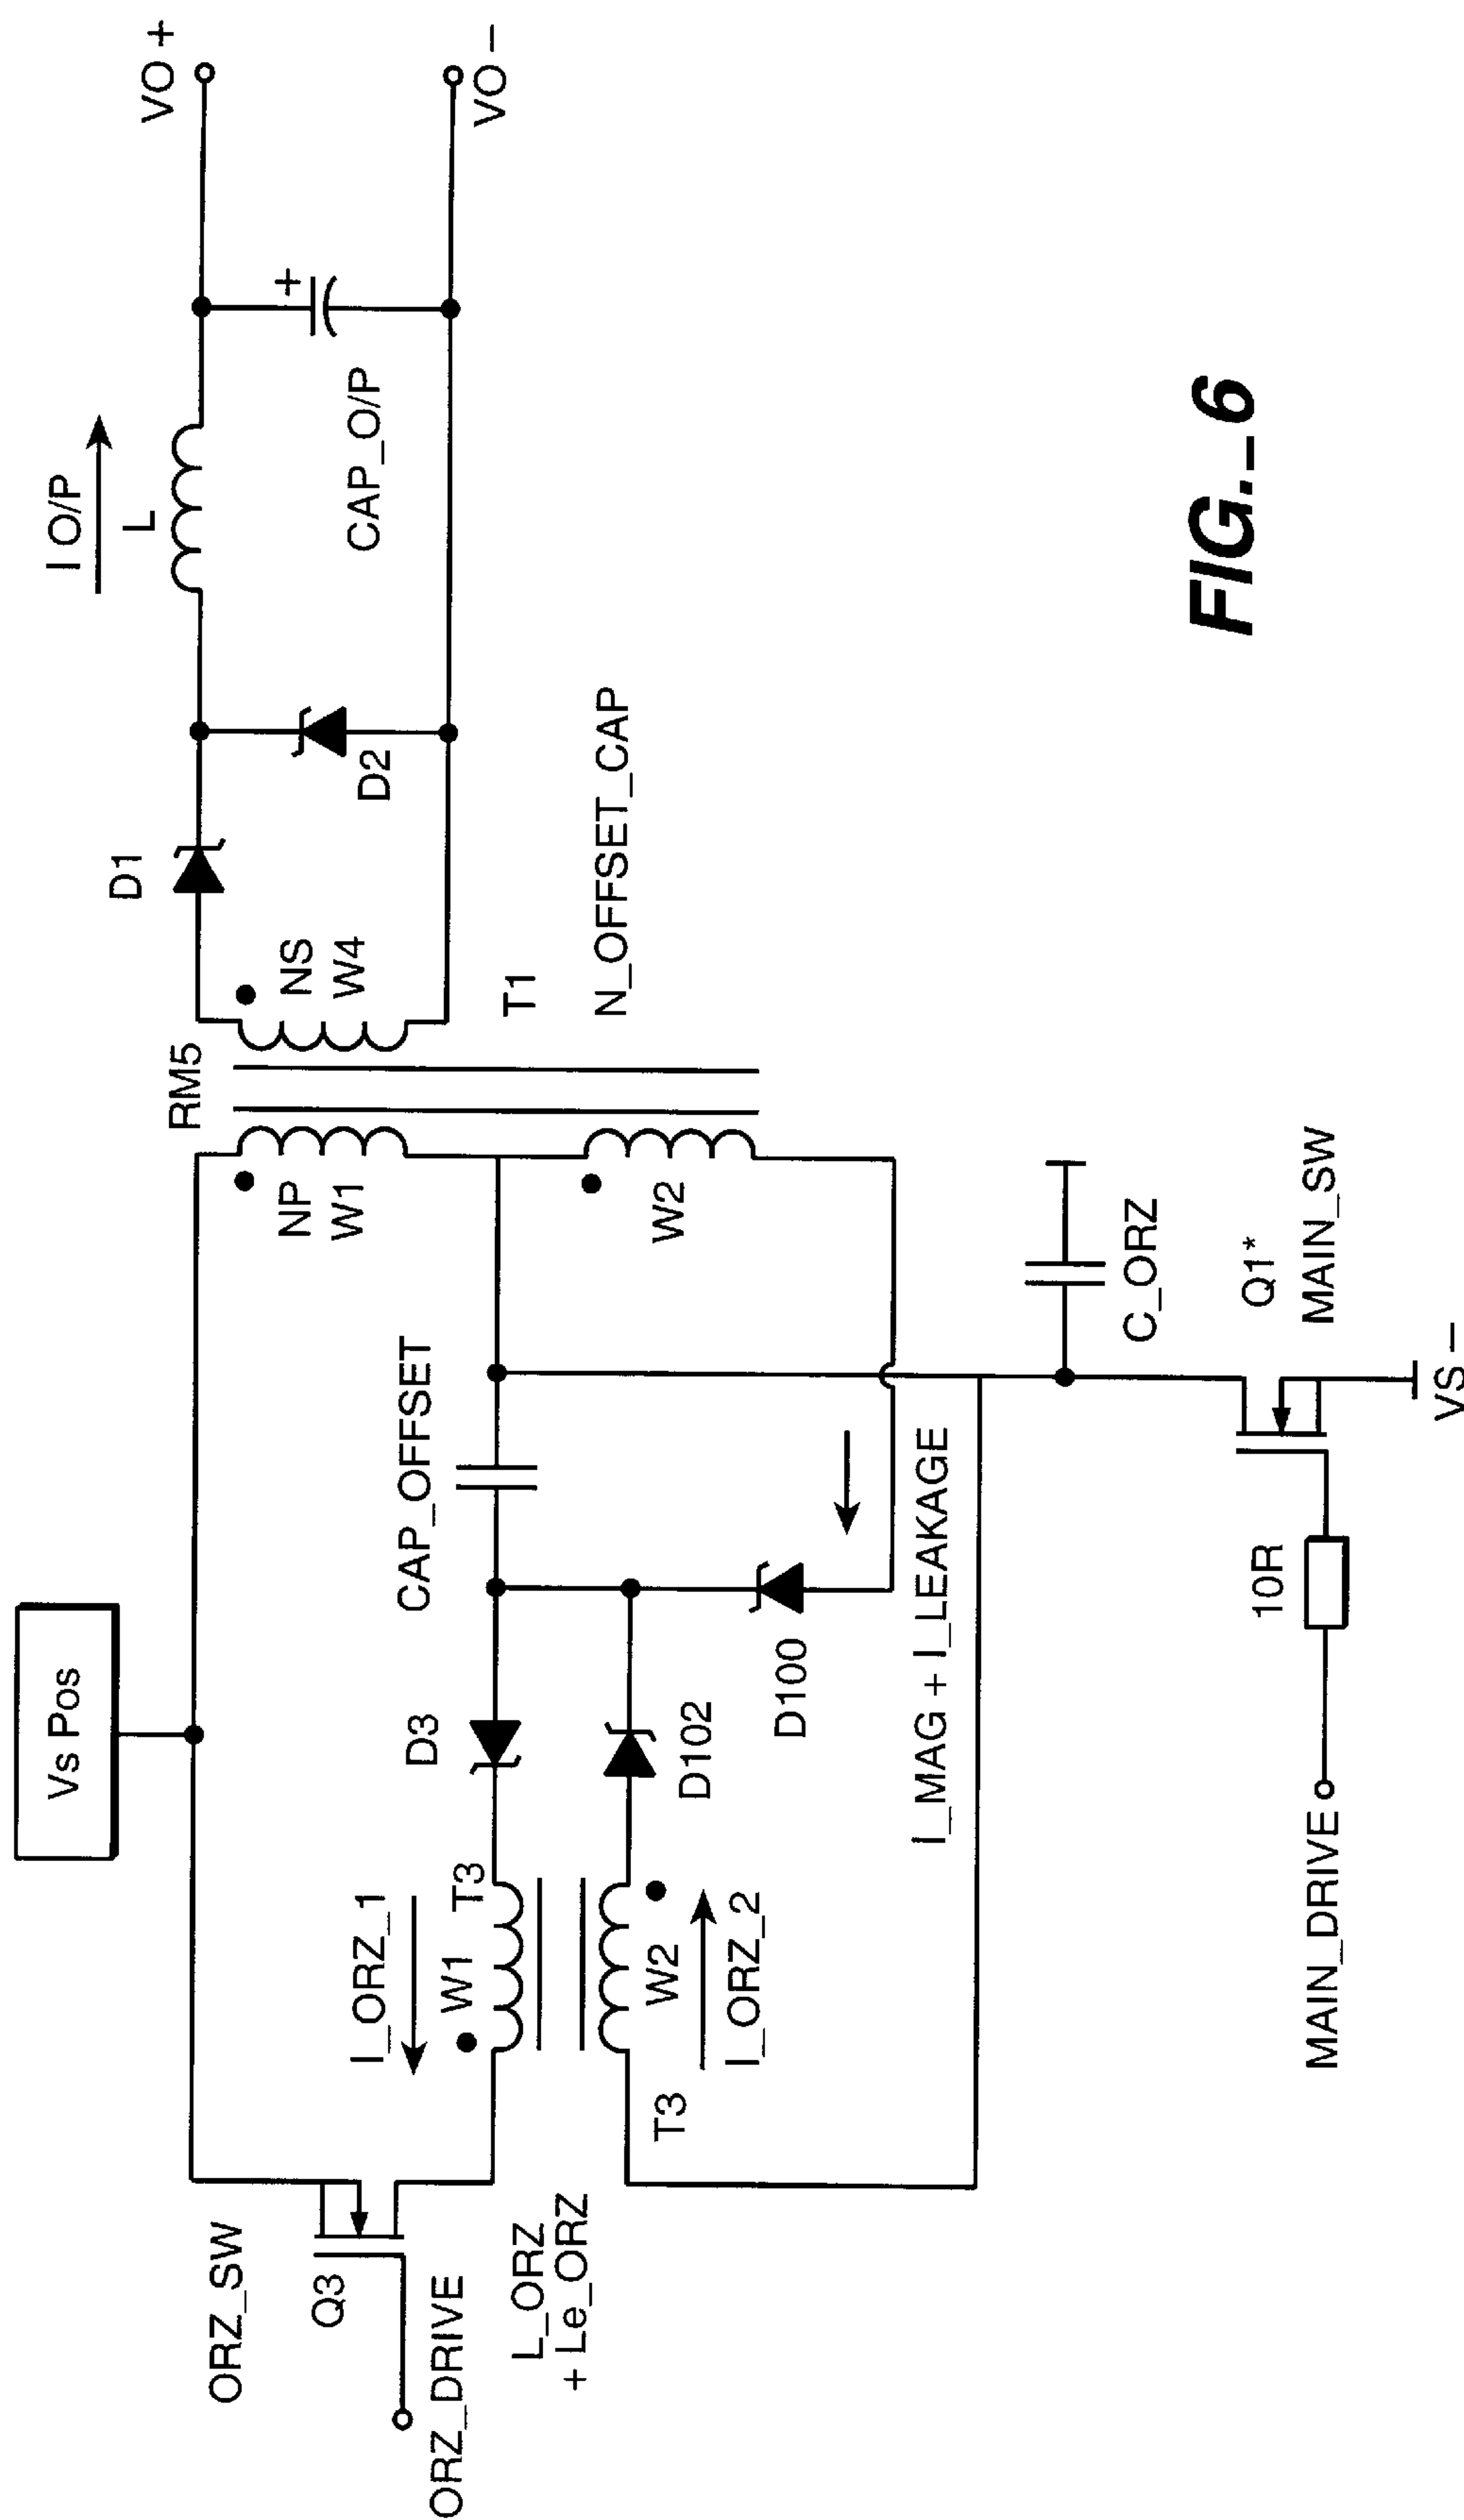 Vs Pos
ORZ_SW
Q3
ORZ_DRIVE
L_ORZ
+ Le_ORZ
I_ORZ_1
T3
W1
D3
CAP_OFFSET
T3
W2
I_ORZ_2
D102
D100
I_MAG + I_LEAKAGE
RM5
NP
W1
W2
NS
W4
T1
N_OFFSET_CAP
D1
D2
I O/P
L
CAP_O/P
+
VO +
VO −
C_ORZ
Q1*
MAIN_SW
10R
MAIN_DRIVE
VS −
FIG._6